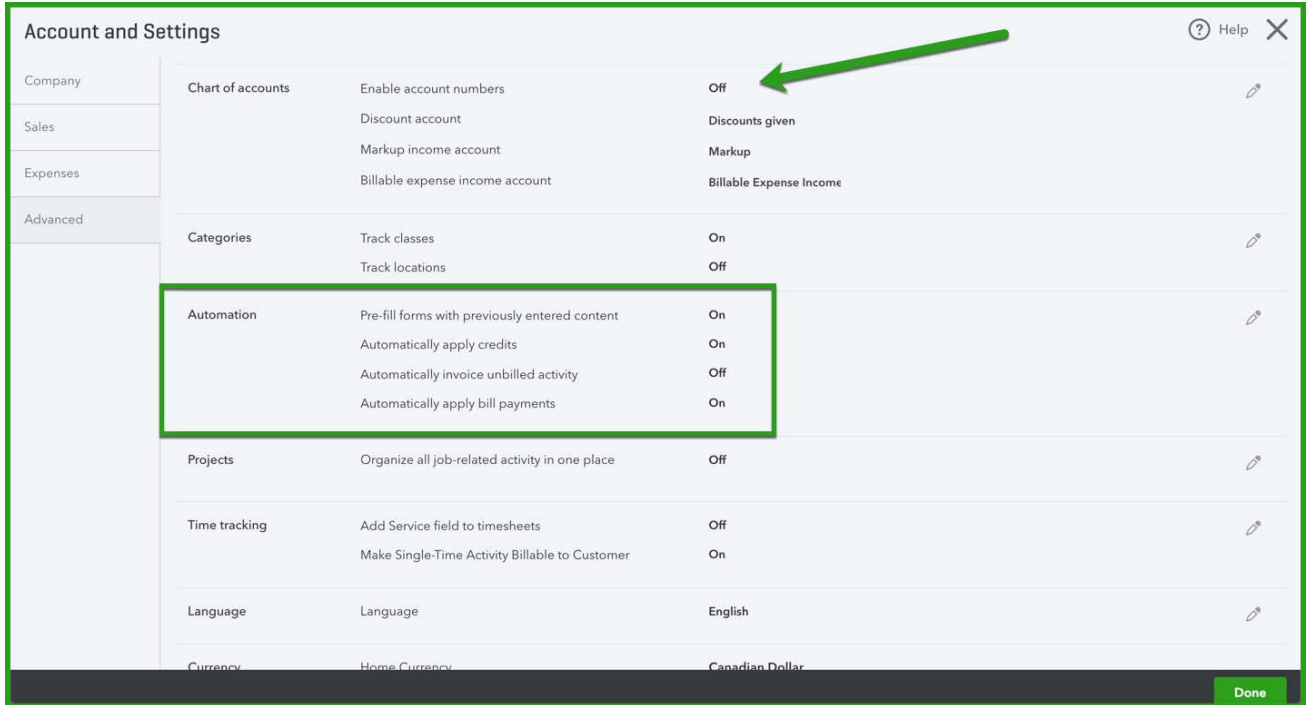 Account and Settings
? Help
Company
Sales
Expenses
Advanced
Chart of accounts Enable account numbers Off
Discount account Discounts given
Markup income account Markup
Billable expense income account Billable Expense Income
Categories Track classes On
Track locations Off
Automation Pre-fill forms with previously entered content On
Automatically apply credits On
Automatically invoice unbilled activity Off
Automatically apply bill payments On
Projects Organize all job-related activity in one place Off
Time tracking Add Service field to timesheets Off
Make Single-Time Activity Billable to Customer On
Language Language English
Currency Home Currency Canadian Dollar
Done